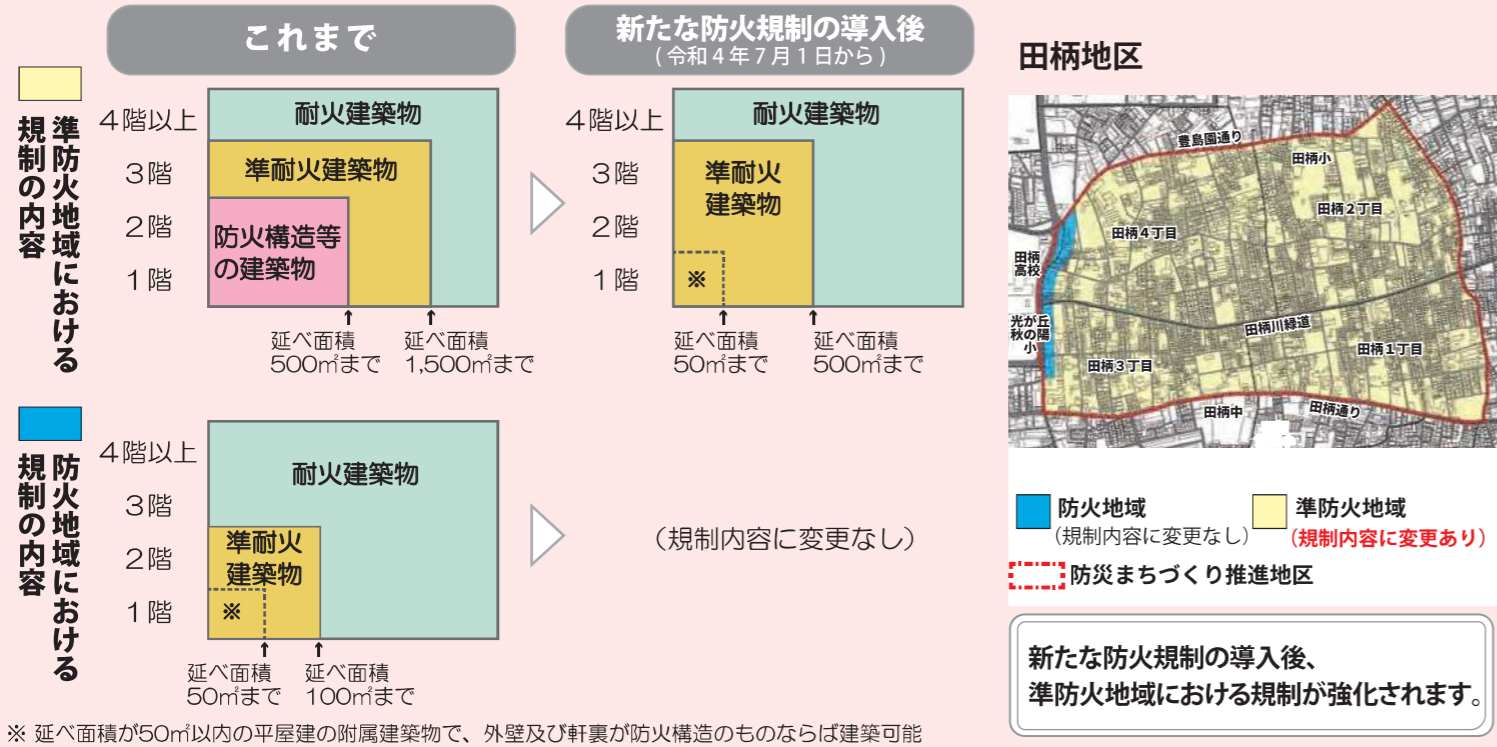 これまで
新たな防火規制の導入後
(令和4年7月1日から)
準防火地域における
規制の内容
4階以上
3階
2階
1階
耐火建築物
準耐火建築物
防火構造等
の建築物
延べ面積
500㎡まで
延べ面積
1,500㎡まで
4階以上
3階
2階
1階
耐火建築物
準耐火
建築物
※
延べ面積
50㎡まで
延べ面積
500㎡まで
防火地域における
規制の内容
4階以上
3階
2階
1階
耐火建築物
準耐火
建築物
※
延べ面積
50㎡まで
延べ面積
100㎡まで
(規制内容に変更なし)
※ 延べ面積が50㎡以内の平屋建の附属建築物で、外壁及び軒裏が防火構造のものならば建築可能
田柄地区
豊島園通り
田柄小
田柄2丁目
田柄4丁目
田柄
高校
光が丘
秋の陽
小
田柄川緑道
田柄1丁目
田柄3丁目
田柄中
田柄通り
防火地域
(規制内容に変更なし)
準防火地域
(規制内容に変更あり)
防災まちづくり推進地区
新たな防火規制の導入後、
準防火地域における規制が強化されます。